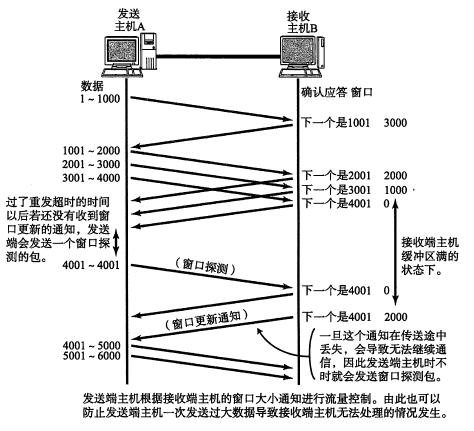 发送
主机A
接收
主机B
数据
确认应答 窗口
1～1000
下一个是1001 3000
1001～2000
2001～3000
3001～4000
下一个是2001 2000
下一个是3001 1000
下一个是4001 0
过了重发超时的时间
以后若还没有收到窗
口更新的通知，发送
端会发送一个窗口探
测的包。
接收端主机
缓冲区满的
状态下。
4001～4001
（窗口探测）
下一个是4001 0
（窗口更新通知）
下一个是4001 2000
4001～5000
5001～6000
一旦这个通知在传送途中
丢失，会导致无法继续通
信，因此发送端主机时不
时就会发送窗口探测包。
发送端主机根据接收端主机的窗口大小通知进行流量控制。由此也可以
防止发送端主机一次发送过大数据导致接收端主机无法处理的情况发生。